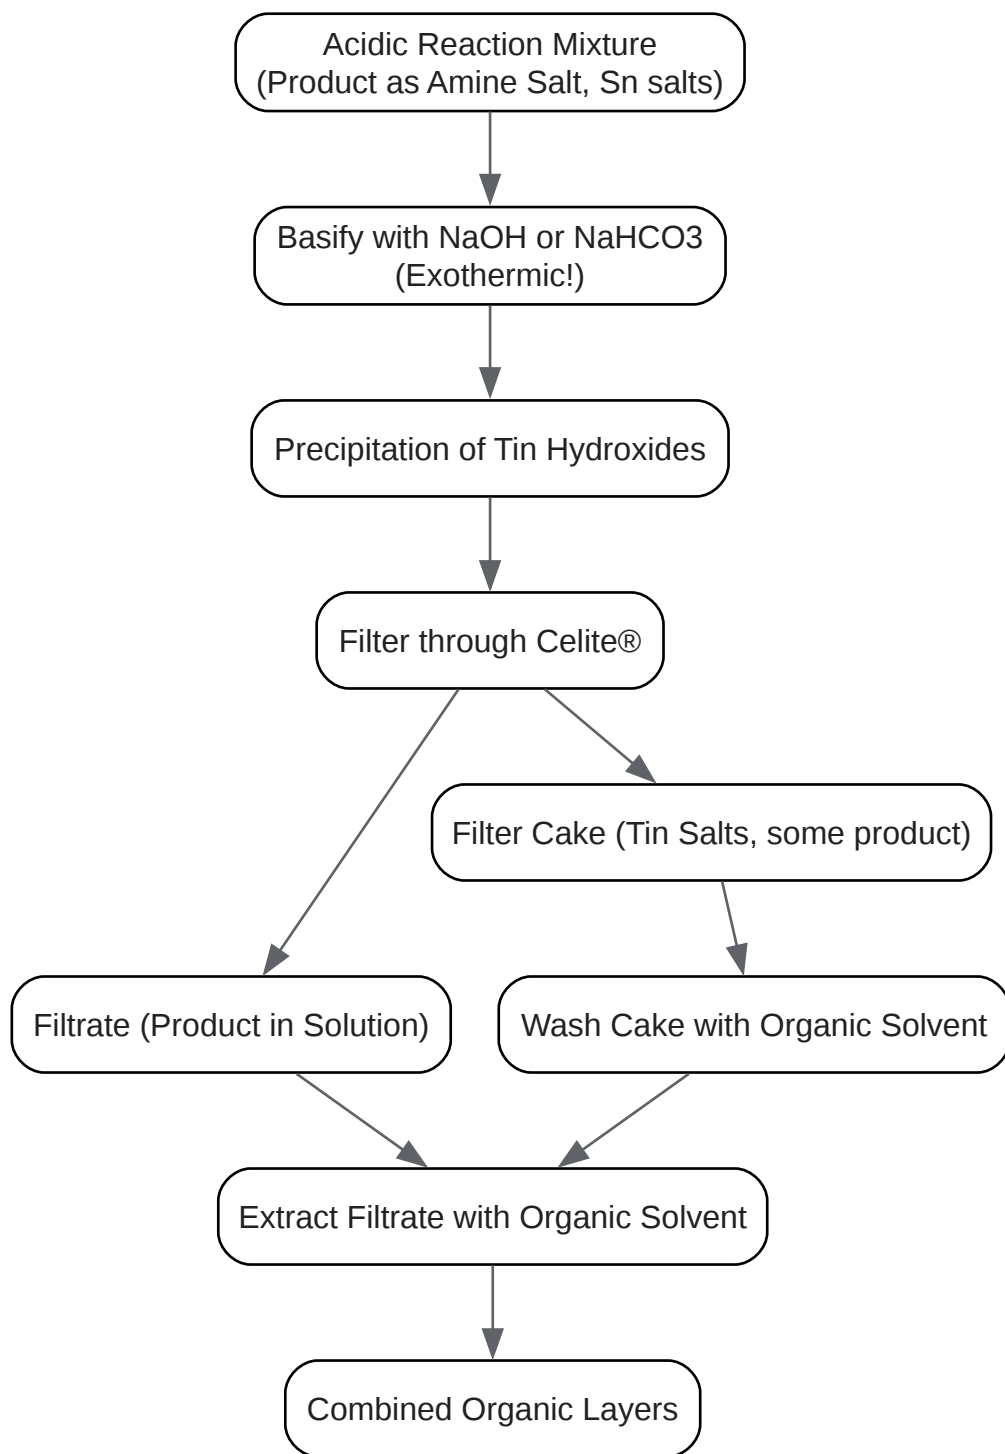 Acidic Reaction Mixture
(Product as Amine Salt, Sn salts)
Basify with NaOH or NaHCO3
(Exothermic!)
Precipitation of Tin Hydroxides
Filter through Celite®
Filter Cake (Tin Salts, some product)
Filtrate (Product in Solution)
Wash Cake with Organic Solvent
Extract Filtrate with Organic Solvent
Combined Organic Layers